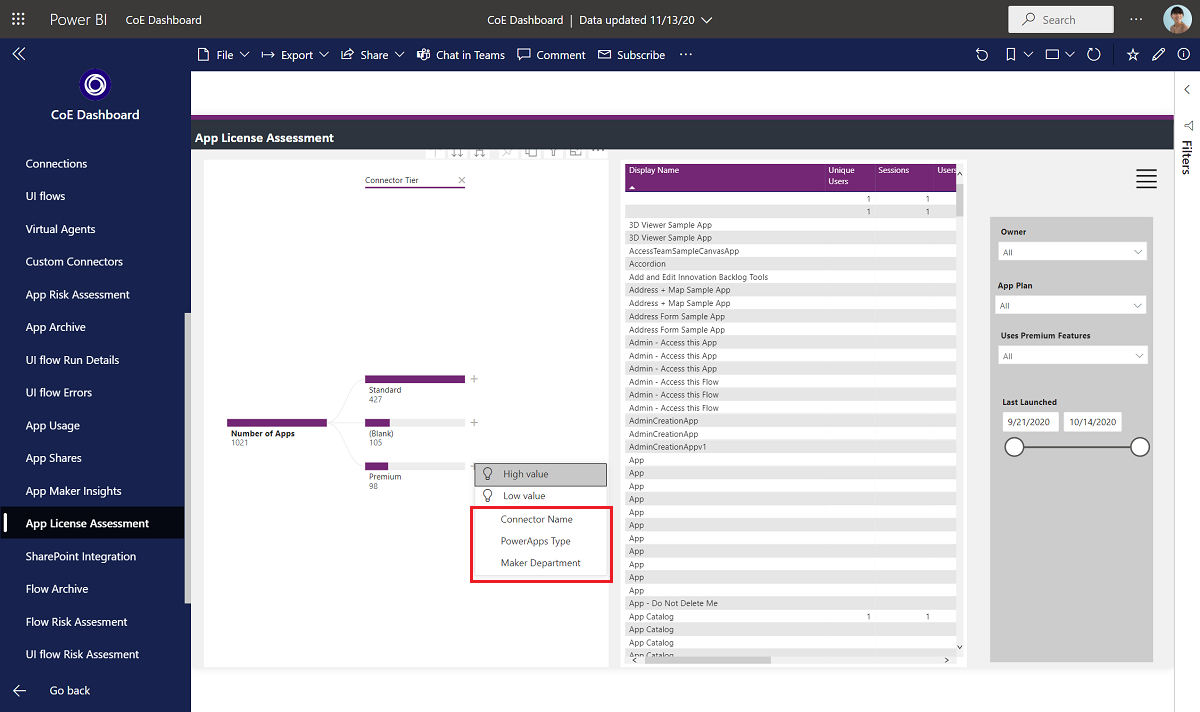 Power BI
CoE Dashboard
CoE Dashboard | Data updated 11/13/20
Search
File
Export
Share
Chat in Teams
Comment
Subscribe
CoE Dashboard
Connections
UI flows
Virtual Agents
Custom Connectors
App Risk Assessment
App Archive
UI flow Run Details
UI flow Errors
App Usage
App Shares
App Maker Insights
App License Assessment
SharePoint Integration
Flow Archive
Flow Risk Assesment
UI flow Risk Assesment
Go back
App License Assessment
Connector Tier
Number of Apps
1021
Standard
427
(Blank)
105
Premium
98
High value
Low value
Connector Name
PowerApps Type
Maker Department
Display Name Unique Users Sessions Users
1 1
1 1
3D Viewer Sample App
3D Viewer Sample App
AccessTeamSampleCanvasApp
Accordion
Add and Edit Innovation Backlog Tools
Address + Map Sample App
Address + Map Sample App
Address Form Sample App
Address Form Sample App
Admin - Access this App
Admin - Access this App
Admin - Access this App
Admin - Access this Flow
Admin - Access this Flow
Admin - Access this Flow
AdminCreationApp
AdminCreationApp
AdminCreationAppv1
App
App
App
App
App
App
App
App
App
App
App
App - Do Not Delete Me
App Catalog 1 1
App Catalog
App Catalog
App Catalog
Owner
All
App Plan
All
Uses Premium Features
All
Last Launched
9/21/2020 10/14/2020
Filters